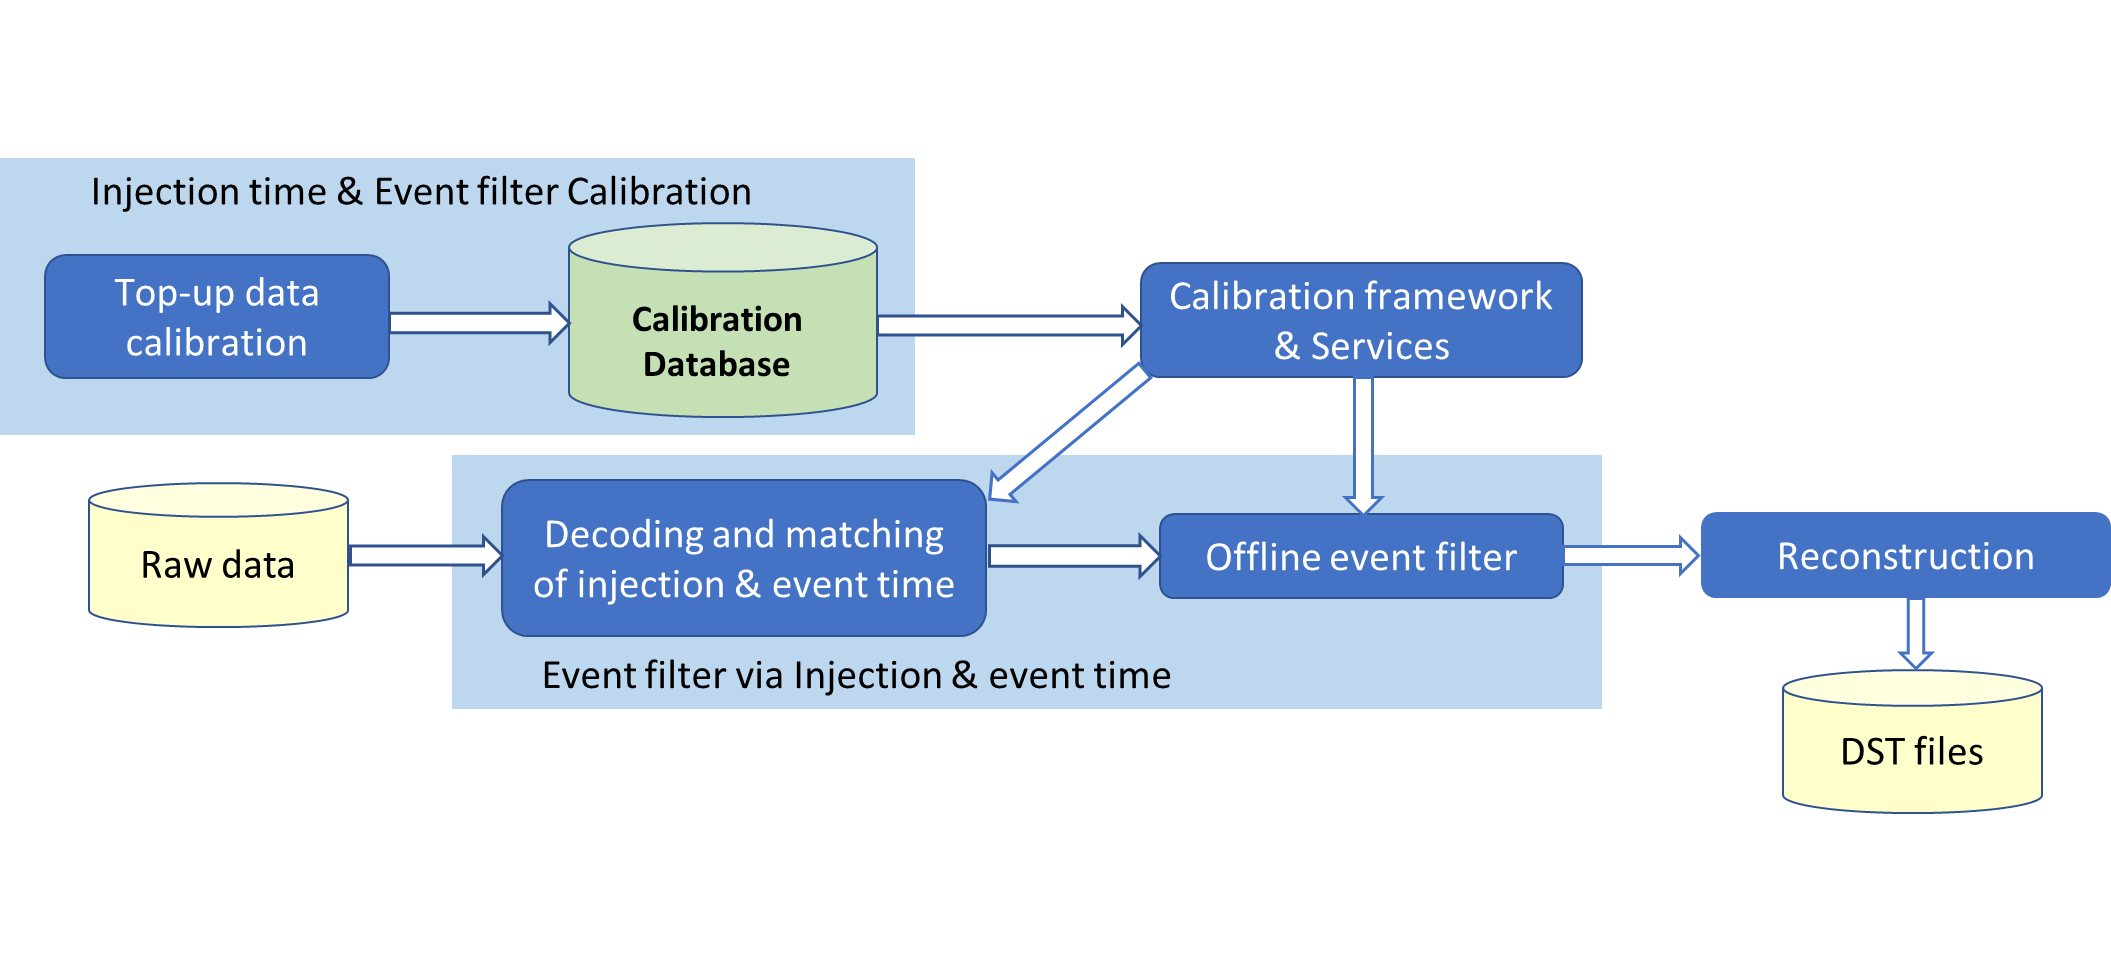 Injection time & Event filter Calibration
Top-up data
calibration
Calibration
Database
Calibration framework
& Services
Raw data
Decoding and matching
of injection & event time
Offline event filter
Reconstruction
Event filter via Injection & event time
DST files